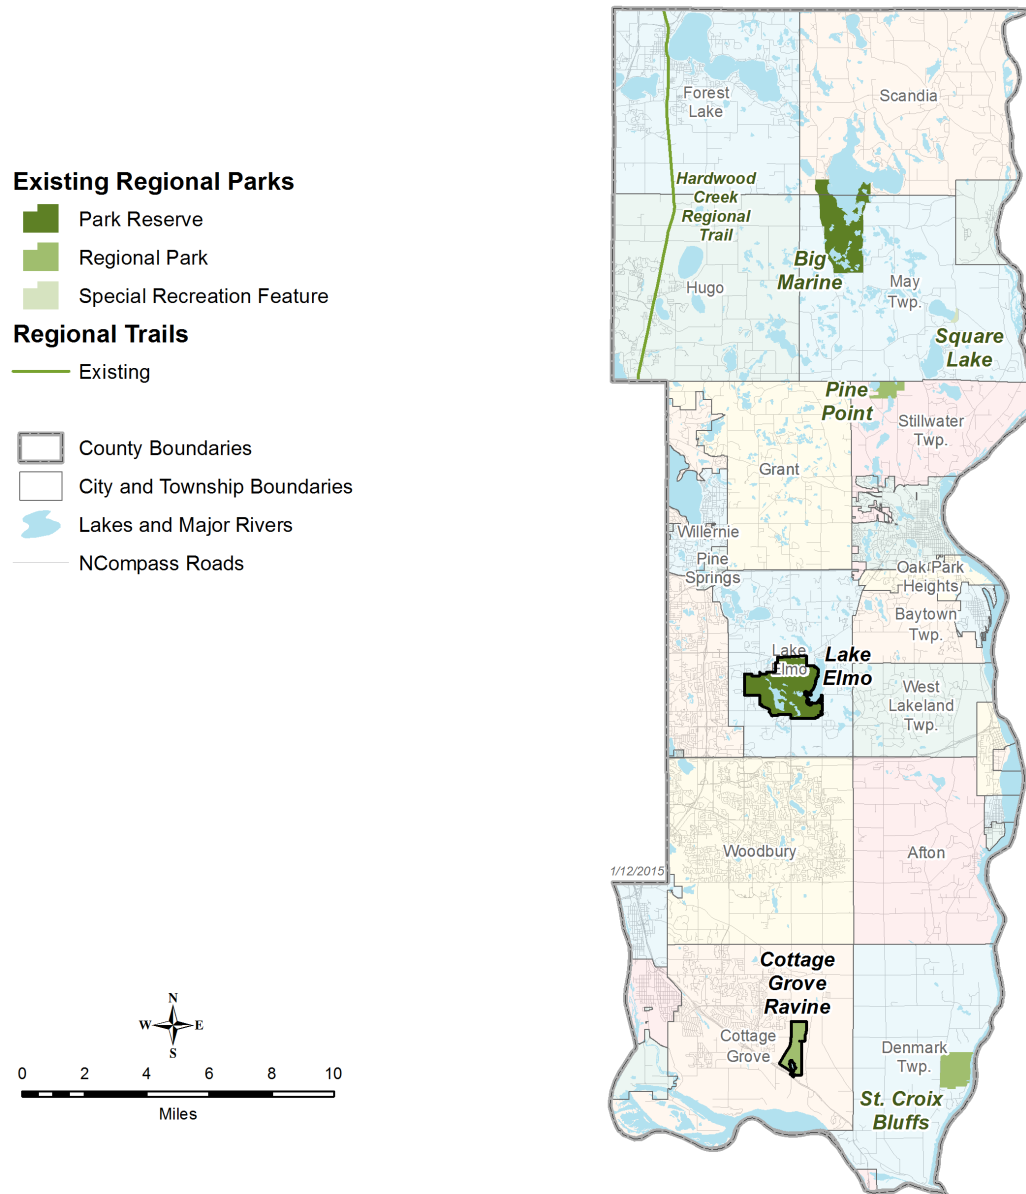 Existing Regional Parks
Park Reserve
Regional Park
Special Recreation Feature
Regional Trails
Existing
County Boundaries
City and Township Boundaries
Lakes and Major Rivers
NCompass Roads
N
W
E
S
0 2 4 6 8 10
Miles
Forest
Lake
Scandia
Hardwood
Creek
Regional
Trail
Big
Marine
Hugo
May
Twp.
Square
Lake
Pine
Point
Stillwater
Twp.
Grant
Willernie
Pine
Springs
Oak Park
Heights
Baytown
Twp.
Lake
Elmo
Lake
Elmo
West
Lakeland
Twp.
Woodbury
Afton
1/12/2015
Cottage
Grove
Ravine
Cottage
Grove
Denmark
Twp.
St. Croix
Bluffs